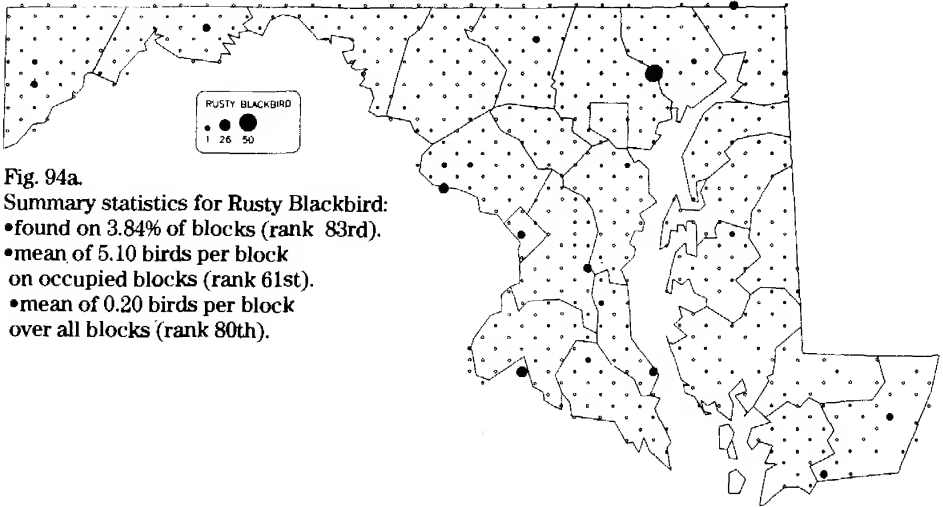 RUSTY BLACKBIRD
1 26 50
Fig. 94a.
Summary statistics for Rusty Blackbird:
•found on 3.84% of blocks (rank 83rd).
•mean of 5.10 birds per block
on occupied blocks (rank 61st).
•mean of 0.20 birds per block
over all blocks (rank 80th).